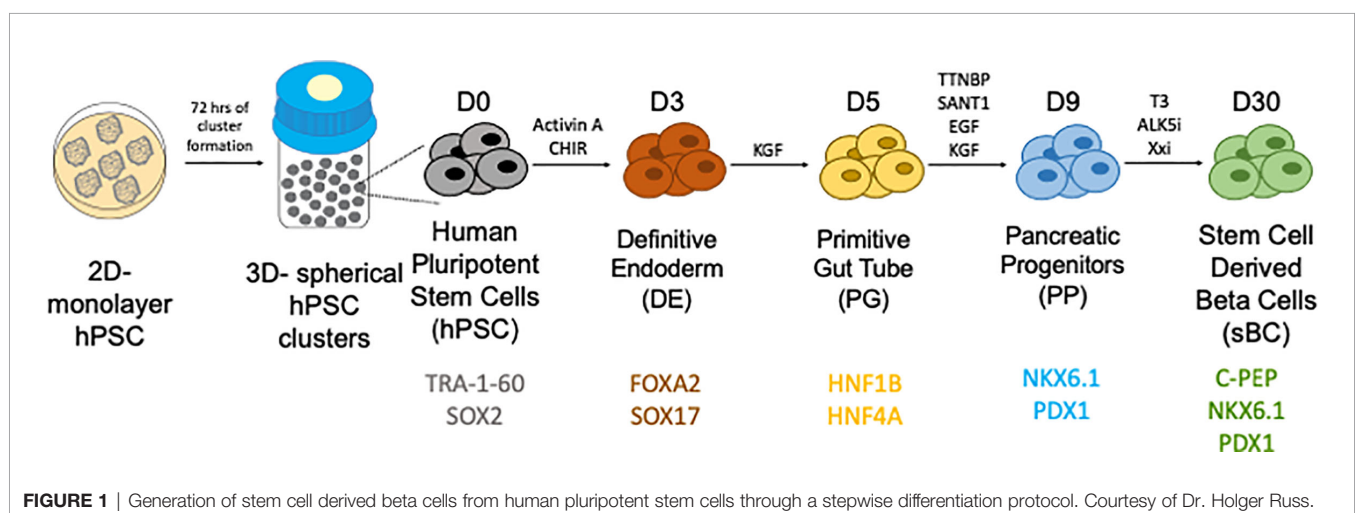 72 hrs of
cluster
formation
2D-
monolayer
hPSC
3D- spherical
hPSC
clusters
D0
Human
Pluripotent
Stem Cells
(hPSC)
TRA-1-60
SOX2
Activin A
CHIR
D3
Definitive
Endoderm
(DE)
FOXA2
SOX17
KGF
D5
Primitive
Gut Tube
(PG)
HNF1B
HNF4A
TTNBP
SANT1
EGF
KGF
D9
Pancreatic
Progenitors
(PP)
NKX6.1
PDX1
T3
ALK5i
Xxi
D30
Stem Cell
Derived
Beta Cells
(sBC)
C-PEP
NKX6.1
PDX1
FIGURE 1 | Generation of stem cell derived beta cells from human pluripotent stem cells through a stepwise differentiation protocol. Courtesy of Dr. Holger Russ.